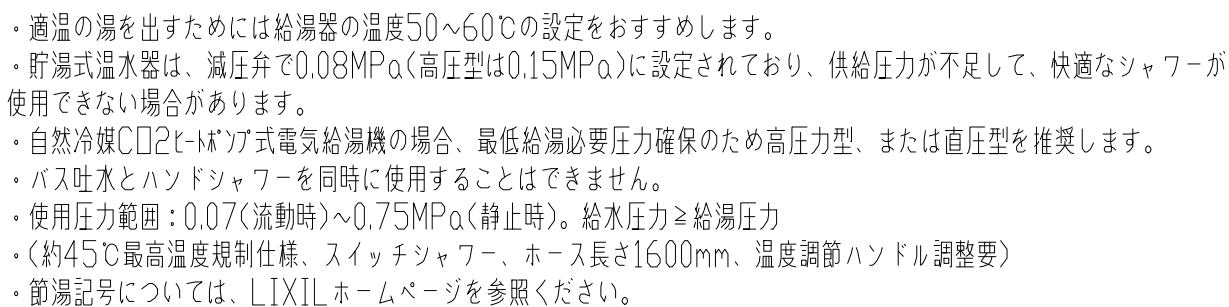 ・適温の湯を出すためには給湯器の温度50～60℃の設定をおすすめします。
・貯湯式温水器は、減圧弁で0.08MPa(高圧型は0.15MPa)に設定されており、供給圧力が不足して、快適なシャワーが
使用できない場合があります。
・自然冷媒CO2ﾋｰﾄﾎﾟﾝﾌﾟ式電気給湯機の場合、最低給湯必要圧力確保のため高圧力型、または直圧型を推奨します。
・バス吐水とハンドシャワーを同時に使用することはできません。
・使用圧力範囲：0.07(流動時)～0.75MPa(静止時)。給水圧力≧給湯圧力
・(約45℃最高温度規制仕様、スイッチシャワー、ホース長さ1600mm、温度調節ハンドル調整要)
・節湯記号については、LIXILホームページを参照ください。